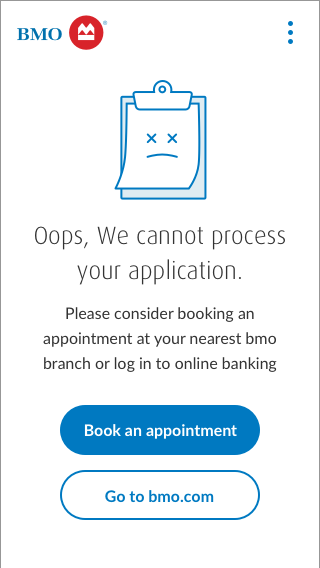 BMO
Oops, We cannot process
your application.
Please consider booking an
appointment at your nearest bmo
branch or log in to online banking
Book an appointment
Go to bmo.com